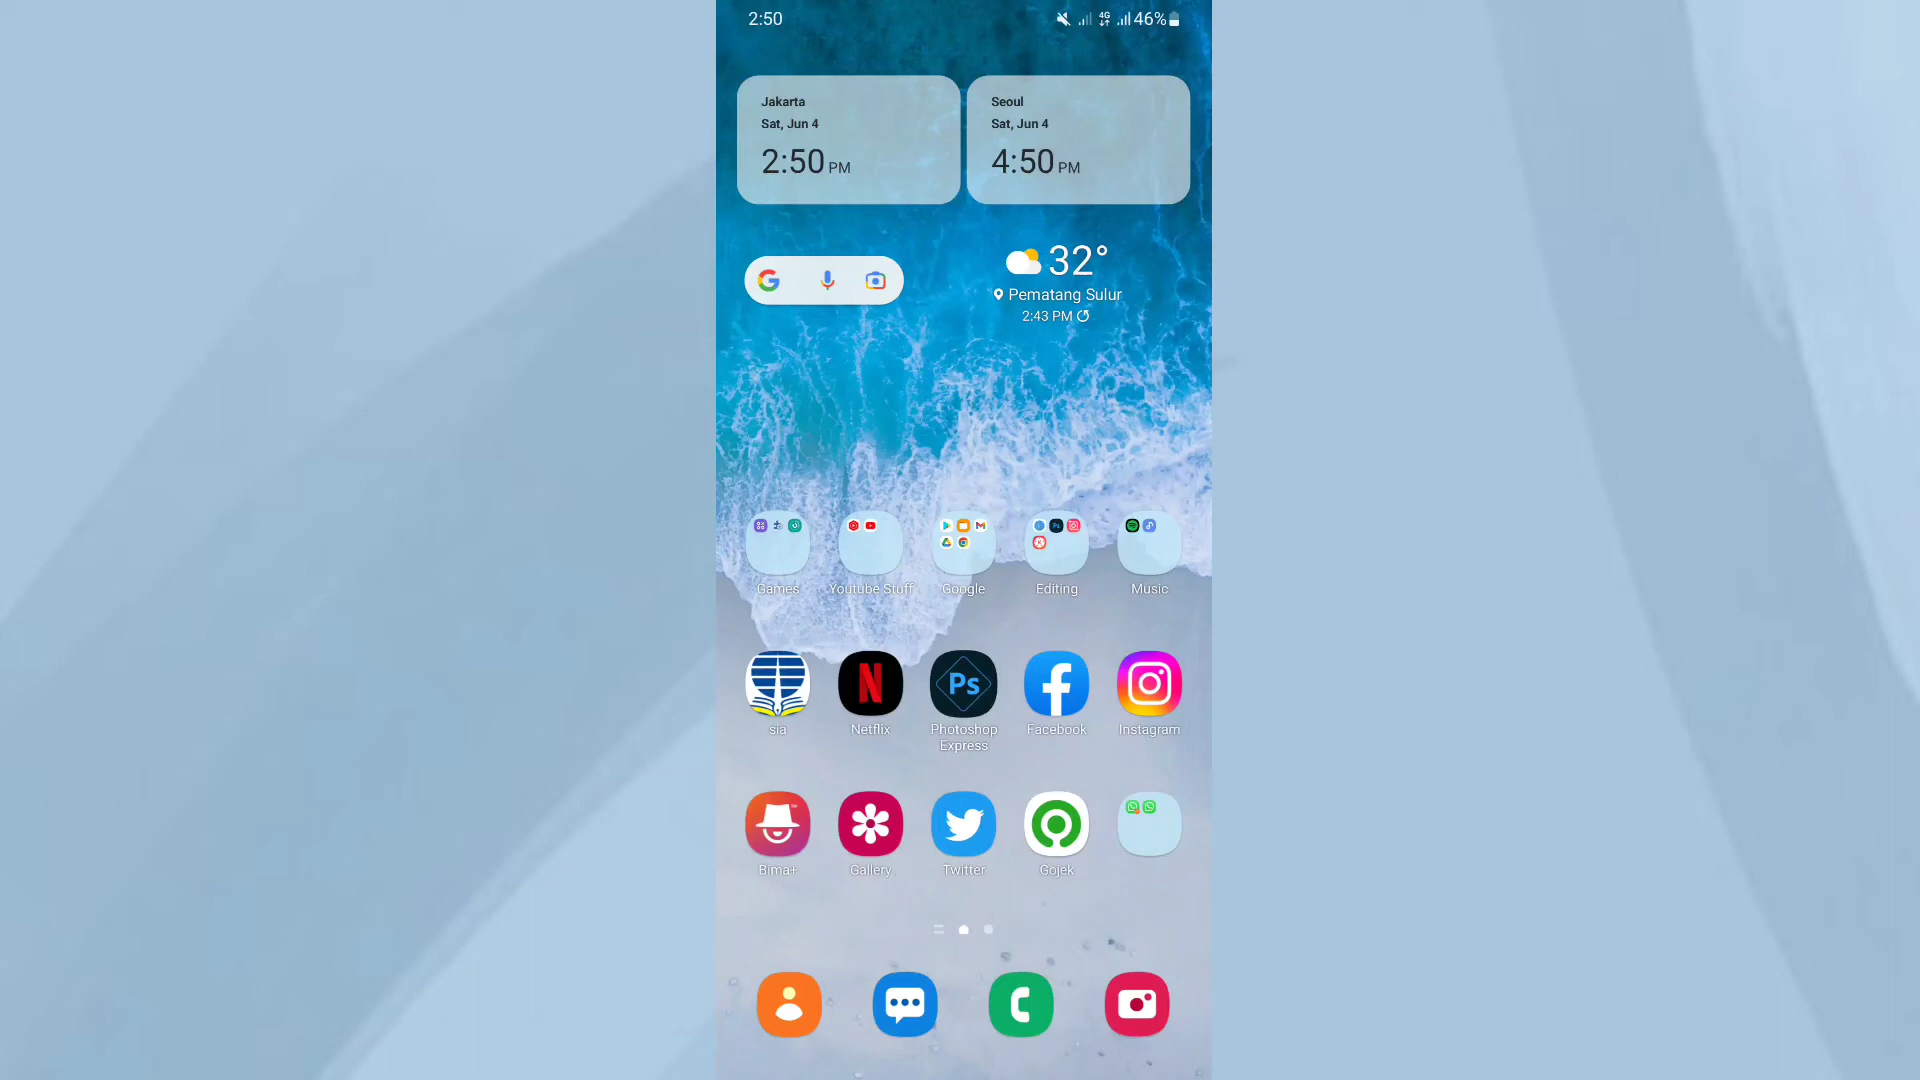 2:50
4G
46%
Jakarta
Sat, Jun 4
2:50 PM
Seoul
Sat, Jun 4
4:50 PM
32°
Pematang Sulur
2:43 PM
Games
Youtube Stuff
Google
Editing
Music
Ps
sia
Netflix
Photoshop
Express
Facebook
Instagram
Bima+
Gallery
Twitter
Gojek